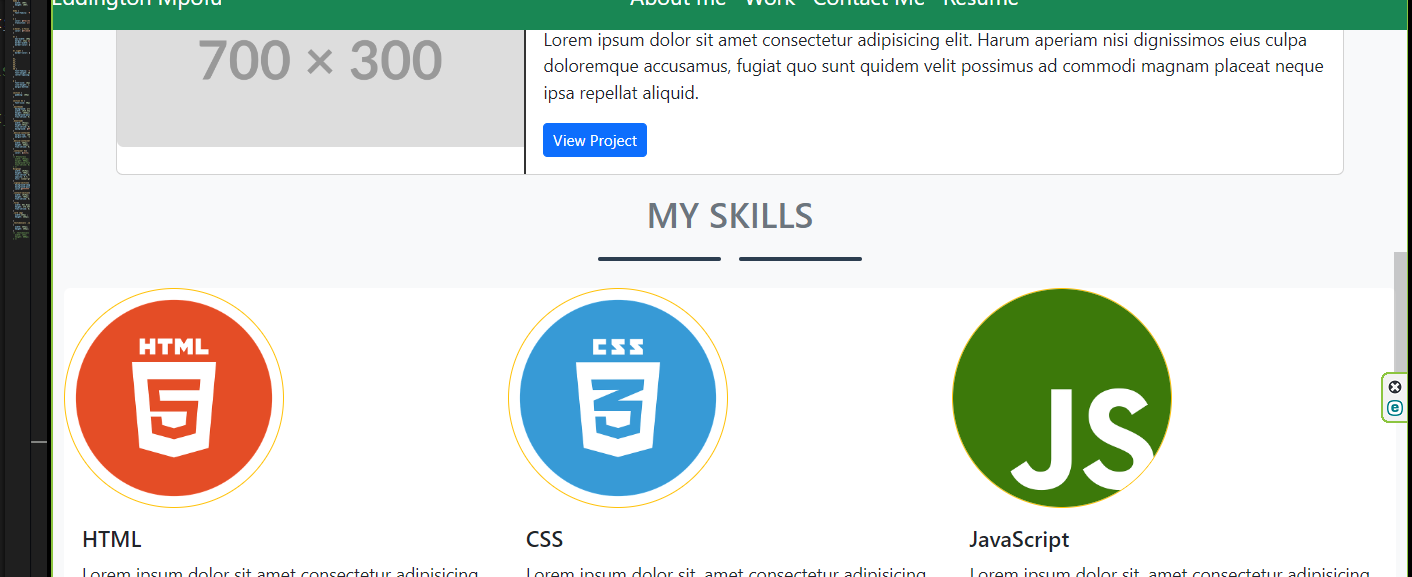 Ludington Mpofu About me Work Contact Me Resume
700 × 300
Lorem ipsum dolor sit amet consectetur adipisicing elit. Harum aperiam nisi dignissimos eius culpa
doloremque accusamus, fugiat quo sunt quidem velit possimus ad commodi magnam placeat neque
ipsa repellat aliquid.
View Project
MY SKILLS
HTML
5
CSS
3
JS
HTML
CSS
JavaScript
Lorem ipsum dolor sit amet consectetur adipisicing
Lorem ipsum dolor sit, amet consectetur adipisicing
Lorem ipsum dolor sit amet consectetur adipisicing